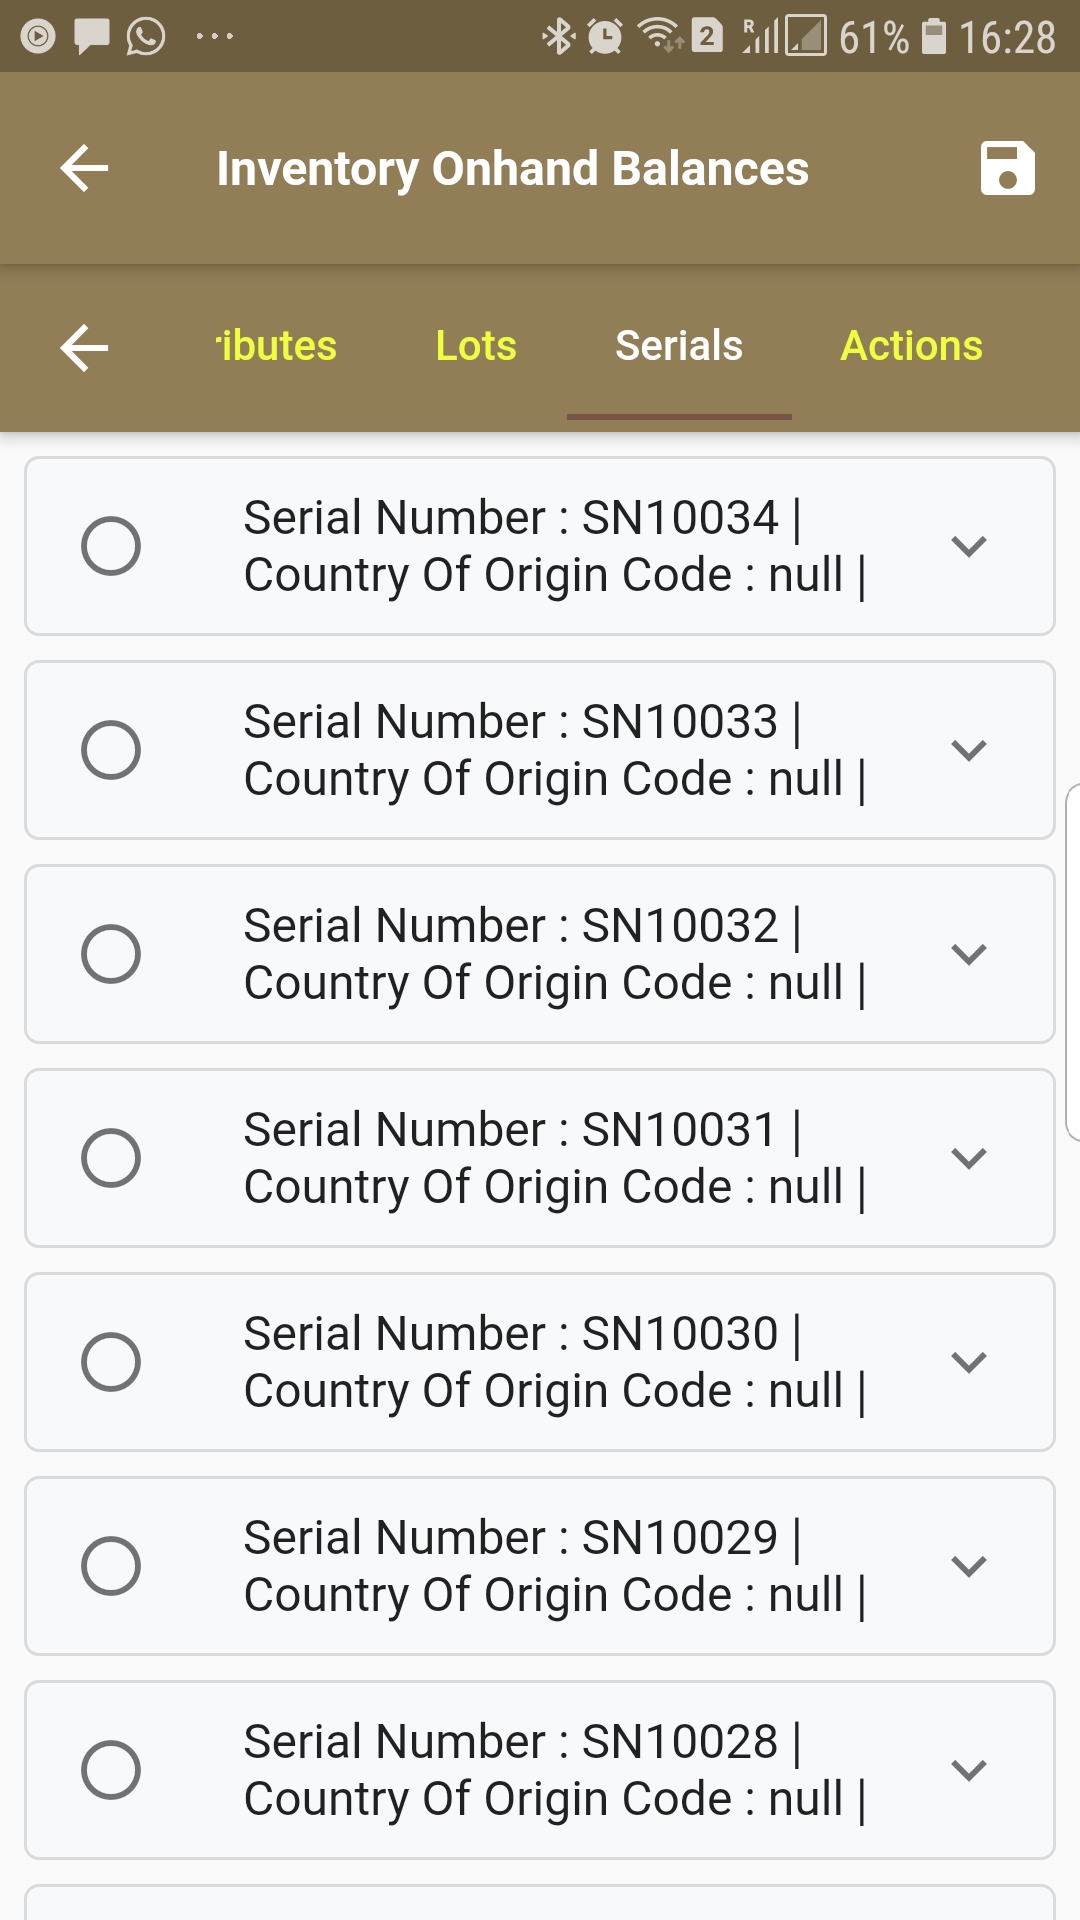 2 R 61% 16:28
Inventory Onhand Balances
ributes Lots Serials Actions
Serial Number : SN10034 |
Country Of Origin Code : null |
Serial Number : SN10033 |
Country Of Origin Code : null |
Serial Number : SN10032 |
Country Of Origin Code : null |
Serial Number : SN10031 |
Country Of Origin Code : null |
Serial Number : SN10030 |
Country Of Origin Code : null |
Serial Number : SN10029 |
Country Of Origin Code : null |
Serial Number : SN10028 |
Country Of Origin Code : null |